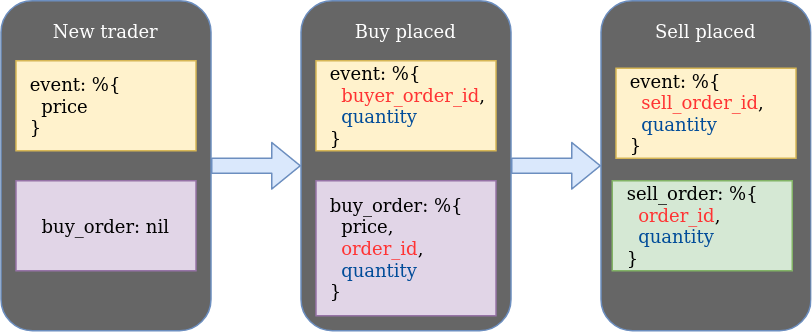 New trader
event: %{
price
}
buy_order: nil
Buy placed
event: %{
buyer_order_id,
quantity
}
buy_order: %{
price,
order_id,
quantity
}
Sell placed
event: %{
sell_order_id,
quantity
}
sell_order: %{
order_id,
quantity
}